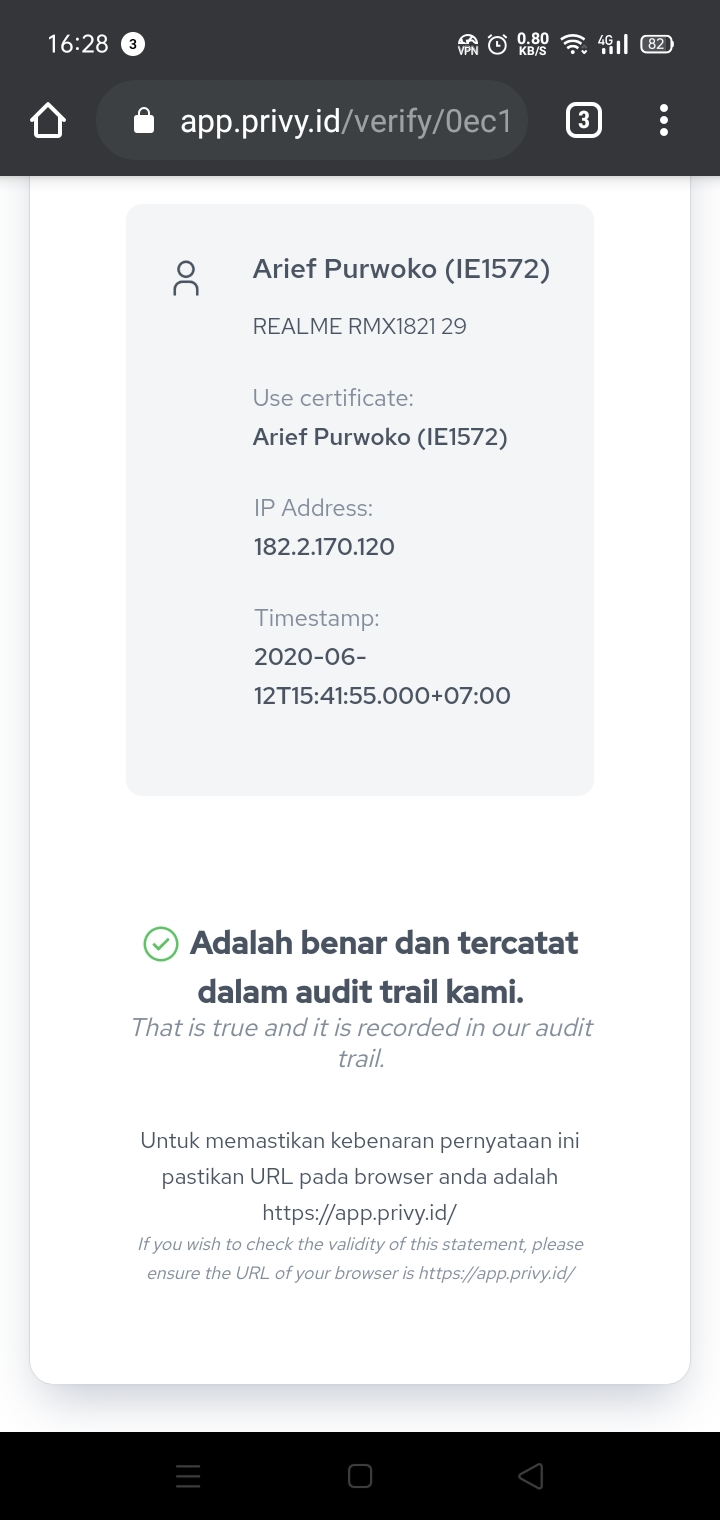 16:28 3 VPN 0.80 KB/S 4G 82
app.privy.id/verify/0ec1 3
Arief Purwoko (IE1572)
REALME RMX1821 29
Use certificate:
Arief Purwoko (IE1572)
IP Address:
182.2.170.120
Timestamp:
2020-06-
12T15:41:55.000+07:00
Adalah benar dan tercatat
dalam audit trail kami.
That is true and it is recorded in our audit
trail.
Untuk memastikan kebenaran pernyataan ini
pastikan URL pada browser anda adalah
https://app.privy.id/
If you wish to check the validity of this statement, please
ensure the URL of your browser is https://app.privy.id/